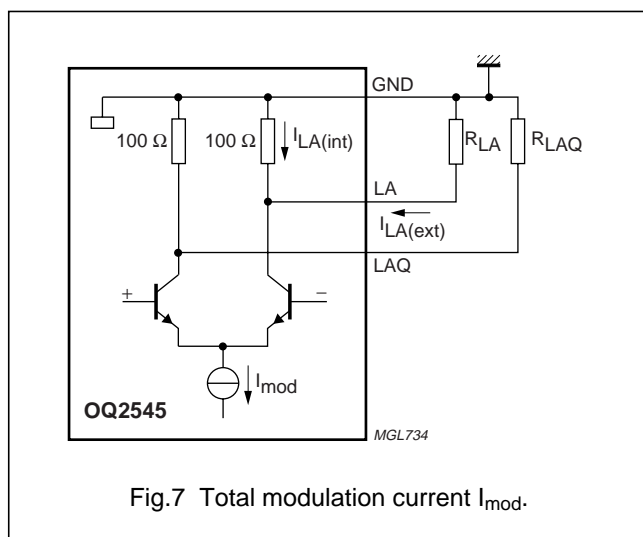 GND
100 Ω
100 Ω
I_LA(int)
R_LA
R_LAQ
LA
I_LA(ext)
LAQ
+
−
I_mod
OQ2545
MGL734
Fig.7 Total modulation current I_mod.